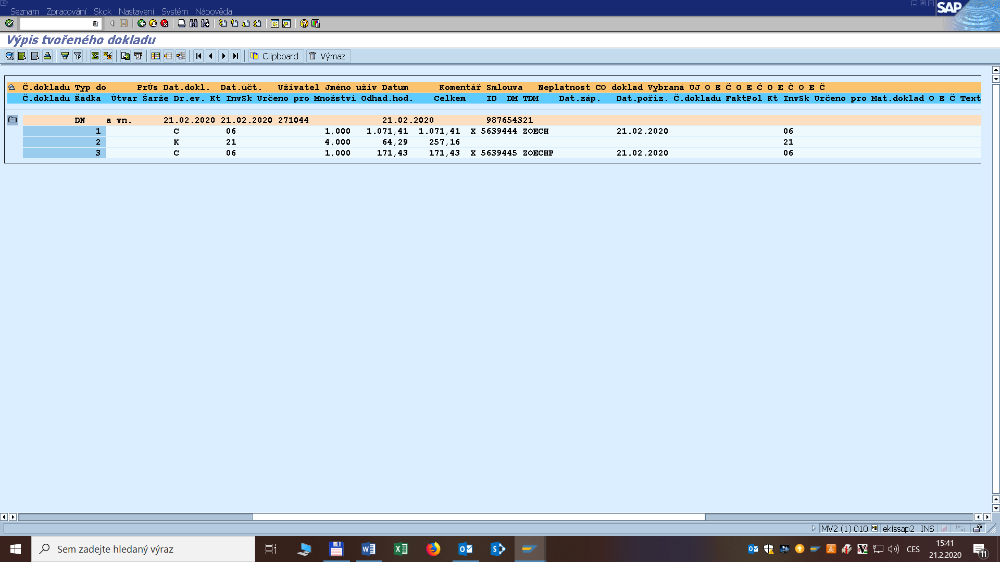 Seznam Zpracování Skok Nastavení Systém Nápověda
SAP
Výpis tvořeného dokladu
Clipboard Výmaz
Č.dokladu Typ do PrÚs Dat.dokl. Dat.účt. Uživatel Jméno uživ Datum Komentář Smlouva Neplatnost CO doklad Vybraná ÚJ O E Č O E Č O E Č O E Č
Č.dokladu Řádka Útvar Šarže Dr.ev. Kt InvSk Určeno pro Množství Odhad.hod. Celkem ID DM TDM Dat.záp. Dat.poříz. Č.dokladu FaktPol Kt InvSk Určeno pro Mat.doklad O E Č Text
DN a vn. 21.02.2020 21.02.2020 271044 21.02.2020 987654321
1 C 06 1,000 1.071,41 1.071,41 X 5639444 ZOECH 21.02.2020 06
2 K 21 4,000 64,29 257,16 21
3 C 06 1,000 171,43 171,43 X 5639445 ZOECHP 21.02.2020 06
MV2 (1) 010 ekissap2 INS
Sem zadejte hledaný výraz CES 15:41
21.2.2020 11